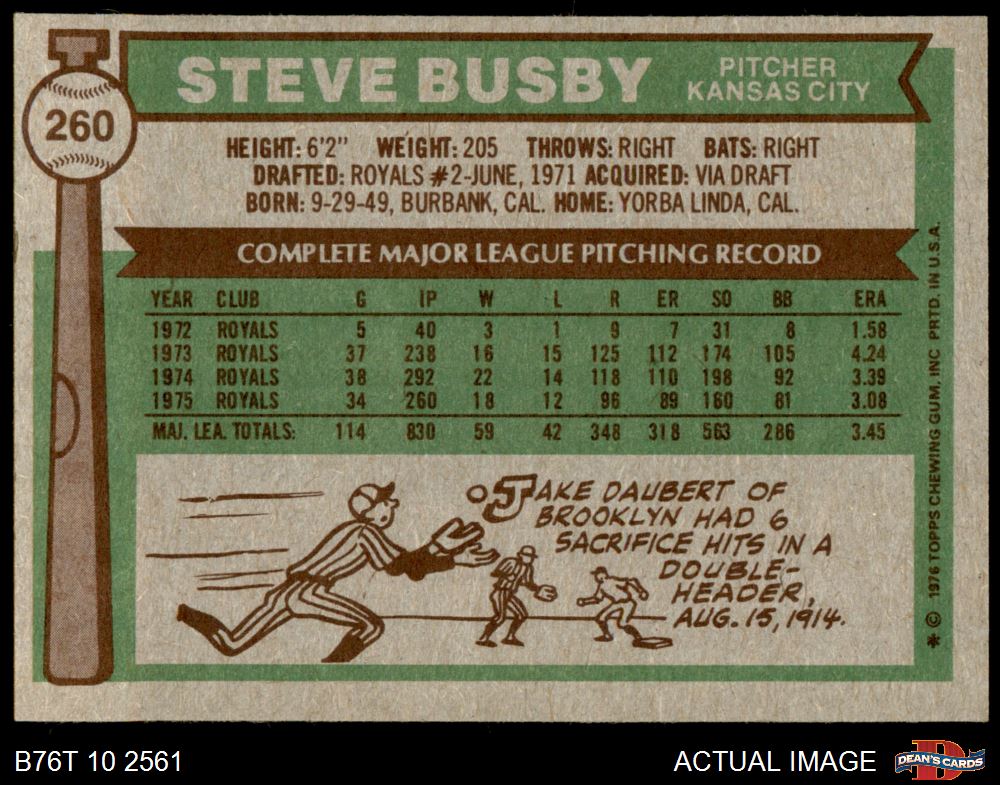 260
STEVE BUSBY
PITCHER
KANSAS CITY
HEIGHT: 6'2" WEIGHT: 205 THROWS: RIGHT BATS: RIGHT
DRAFTED: ROYALS #2-JUNE, 1971 ACQUIRED: VIA DRAFT
BORN: 9-29-49, BURBANK, CAL. HOME: YORBA LINDA, CAL.
COMPLETE MAJOR LEAGUE PITCHING RECORD
YEAR CLUB G IP W L R ER SO BB ERA
1972 ROYALS 5 40 3 1 9 7 31 8 1.58
1973 ROYALS 37 238 16 15 125 112 174 105 4.24
1974 ROYALS 38 292 22 14 118 110 198 92 3.39
1975 ROYALS 34 260 18 12 96 89 160 81 3.08
MAJ. LEA. TOTALS: 114 830 59 42 348 318 563 286 3.45
JAKE DAUBERT OF
BROOKLYN HAD 6
SACRIFICE HITS IN A
DOUBLE-
HEADER,
AUG. 15, 1914.
* © 1976 TOPPS CHEWING GUM, INC PRTD. IN U.S.A.
B76T 10 2561
ACTUAL IMAGE
DEAN'S CARDS